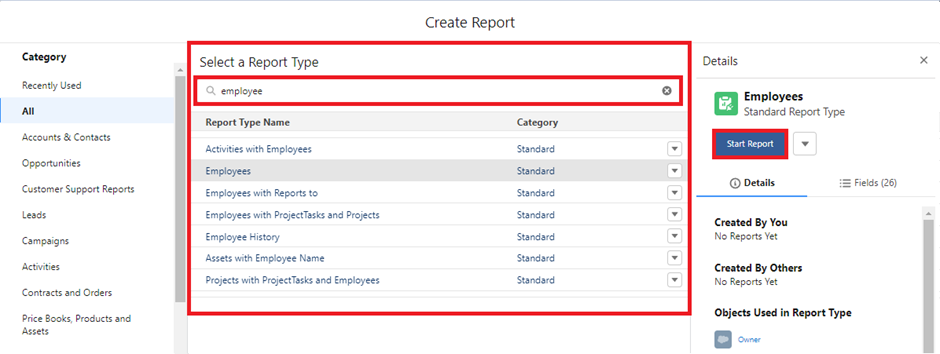 Create Report
Category
Recently Used
All
Accounts & Contacts
Opportunities
Customer Support Reports
Leads
Campaigns
Activities
Contracts and Orders
Price Books, Products and
Assets
Select a Report Type
employee
Report Type Name Category
Activities with Employees Standard
Employees Standard
Employees with Reports to Standard
Employees with ProjectTasks and Projects Standard
Employee History Standard
Assets with Employee Name Standard
Projects with ProjectTasks and Employees Standard
Details
Employees
Standard Report Type
Start Report
Details Fields (26)
Created By You
No Reports Yet
Created By Others
No Reports Yet
Objects Used in Report Type
Owner